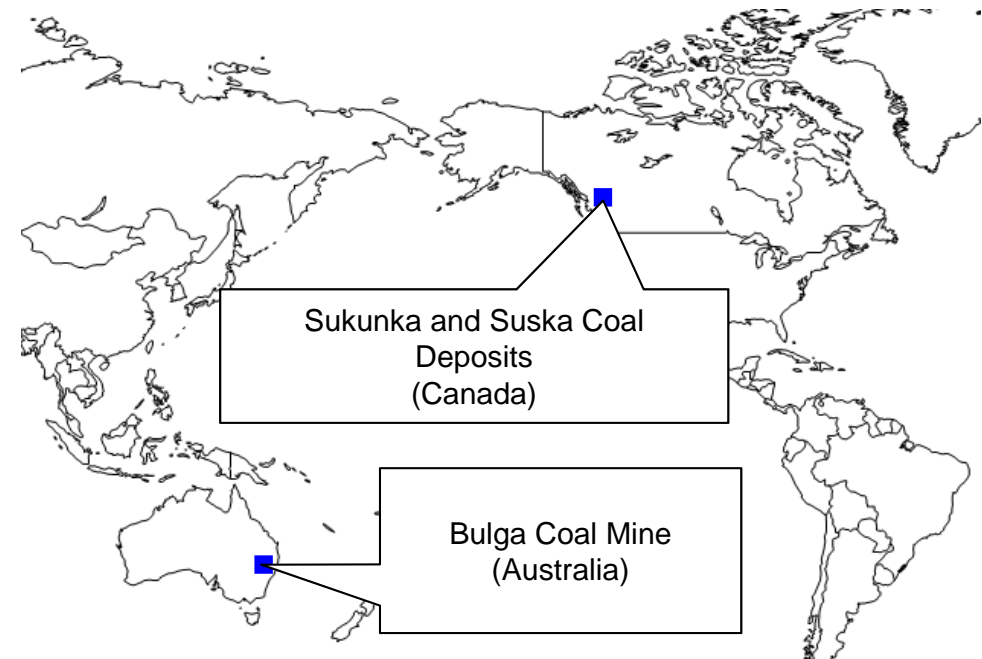 Sukunka and Suska Coal
Deposits
(Canada)
Bulga Coal Mine
(Australia)